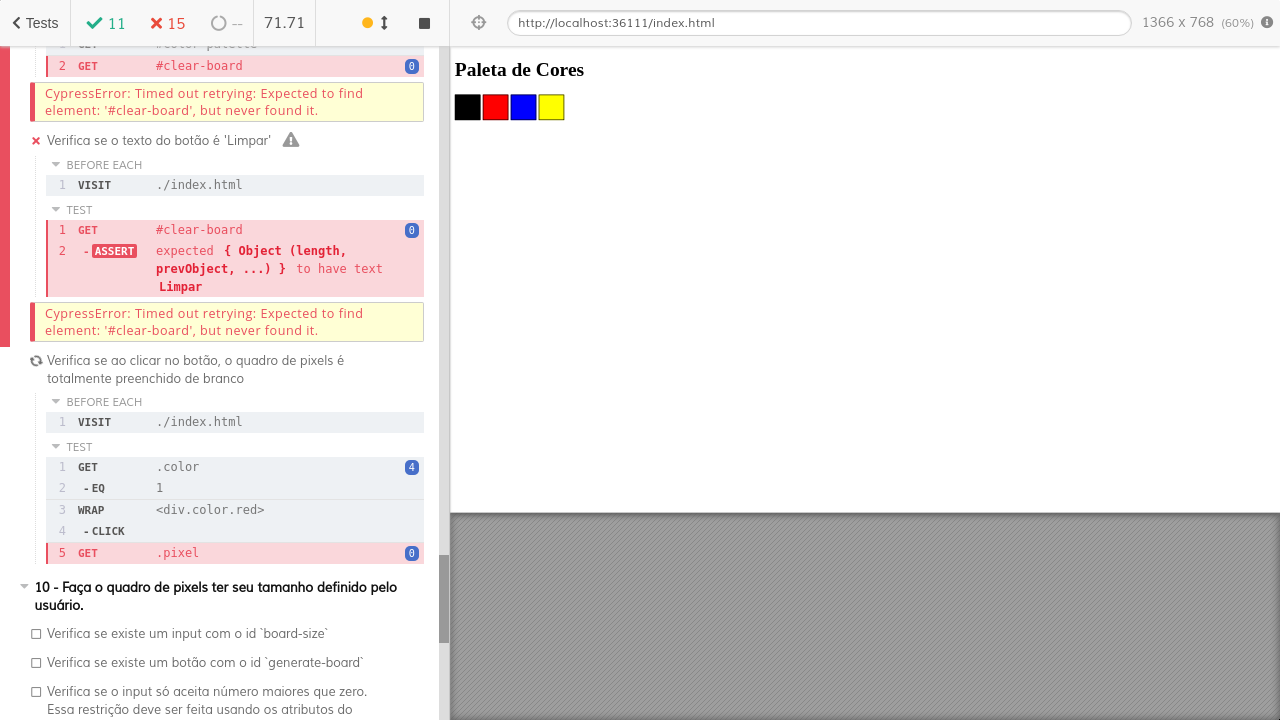 Tests
11
15
--
71.71
http://localhost:36111/index.html
1366 x 768 (60%)
1 GET #color-palette
2 GET #clear-board 0
CypressError: Timed out retrying: Expected to find
element: '#clear-board', but never found it.
Verifica se o texto do botão é 'Limpar'
BEFORE EACH
1 VISIT ./index.html
TEST
1 GET #clear-board 0
2 - ASSERT expected { Object (length,
prevObject, ...) } to have text
Limpar
CypressError: Timed out retrying: Expected to find
element: '#clear-board', but never found it.
Verifica se ao clicar no botão, o quadro de pixels é
totalmente preenchido de branco
BEFORE EACH
1 VISIT ./index.html
TEST
1 GET .color 4
2 - EQ 1
3 WRAP <div.color.red>
4 - CLICK
5 GET .pixel 0
10 - Faça o quadro de pixels ter seu tamanho definido pelo
usuário.
Verifica se existe um input com o id `board-size`
Verifica se existe um botão com o id `generate-board`
Verifica se o input só aceita número maiores que zero.
Essa restrição deve ser feita usando os atributos do
Paleta de Cores